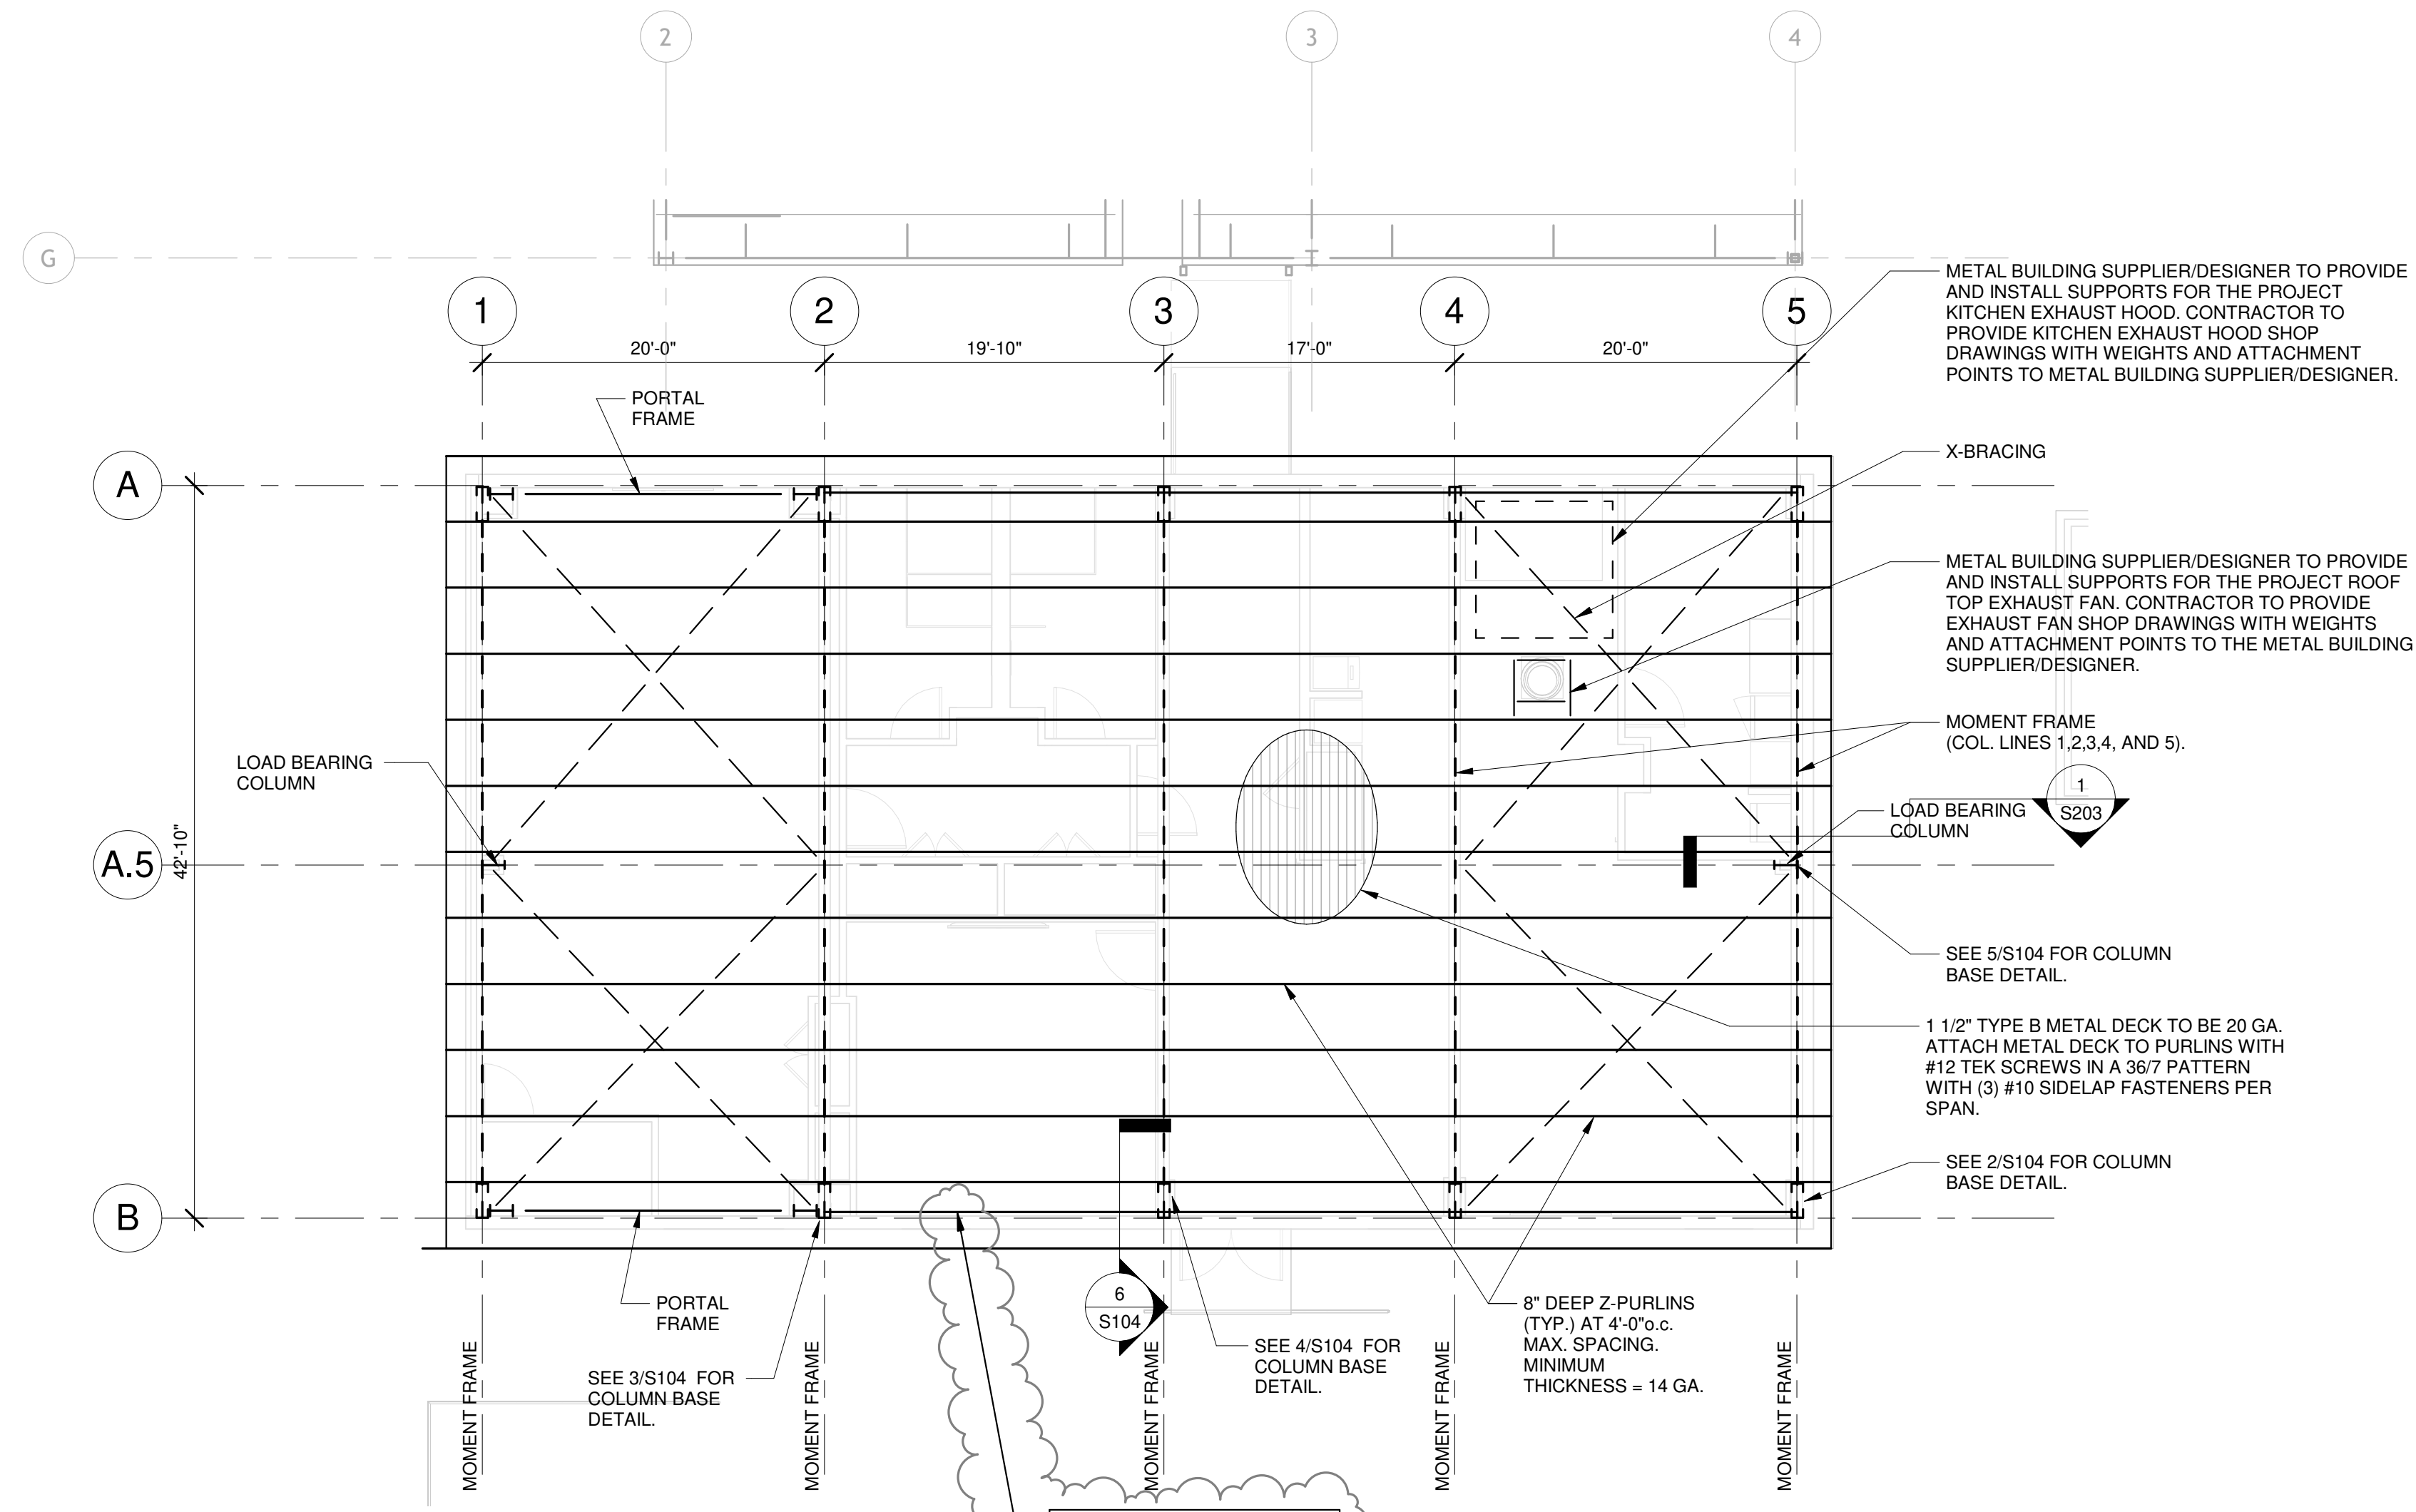 2
3
4
G
1
2
3
4
5
20'-0"
19'-10"
17'-0"
20'-0"
METAL BUILDING SUPPLIER/DESIGNER TO PROVIDE
AND INSTALL SUPPORTS FOR THE PROJECT
KITCHEN EXHAUST HOOD. CONTRACTOR TO
PROVIDE KITCHEN EXHAUST HOOD SHOP
DRAWINGS WITH WEIGHTS AND ATTACHMENT
POINTS TO METAL BUILDING SUPPLIER/DESIGNER.
PORTAL
FRAME
X-BRACING
A
METAL BUILDING SUPPLIER/DESIGNER TO PROVIDE
AND INSTALL SUPPORTS FOR THE PROJECT ROOF
TOP EXHAUST FAN. CONTRACTOR TO PROVIDE
EXHAUST FAN SHOP DRAWINGS WITH WEIGHTS
AND ATTACHMENT POINTS TO THE METAL BUILDING
SUPPLIER/DESIGNER.
MOMENT FRAME
(COL. LINES 1,2,3,4, AND 5).
LOAD BEARING
COLUMN
1
S203
LOAD BEARING
COLUMN
A.5
42'-10"
SEE 5/S104 FOR COLUMN
BASE DETAIL.
1 1/2" TYPE B METAL DECK TO BE 20 GA.
ATTACH METAL DECK TO PURLINS WITH
#12 TEK SCREWS IN A 36/7 PATTERN
WITH (3) #10 SIDELAP FASTENERS PER
SPAN.
SEE 2/S104 FOR COLUMN
BASE DETAIL.
B
PORTAL
FRAME
6
S104
8" DEEP Z-PURLINS
(TYP.) AT 4'-0"o.c.
MAX. SPACING.
MINIMUM
THICKNESS = 14 GA.
SEE 4/S104 FOR
COLUMN BASE
DETAIL.
SEE 3/S104 FOR
COLUMN BASE
DETAIL.
MOMENT FRAME
MOMENT FRAME
MOMENT FRAME
MOMENT FRAME
MOMENT FRAME